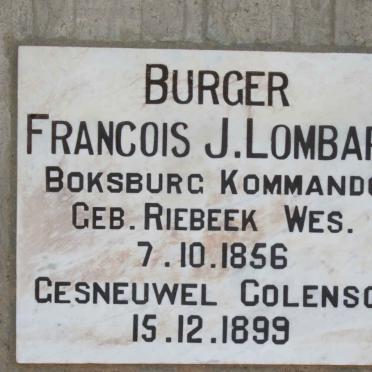 BURGER
FRANCOIS J. LOMBAR
BOKSBURG KOMMANDO
GEB. RIEBEEK WES.
7.10.1856
GESNEUWEL COLENSO
15.12.1899